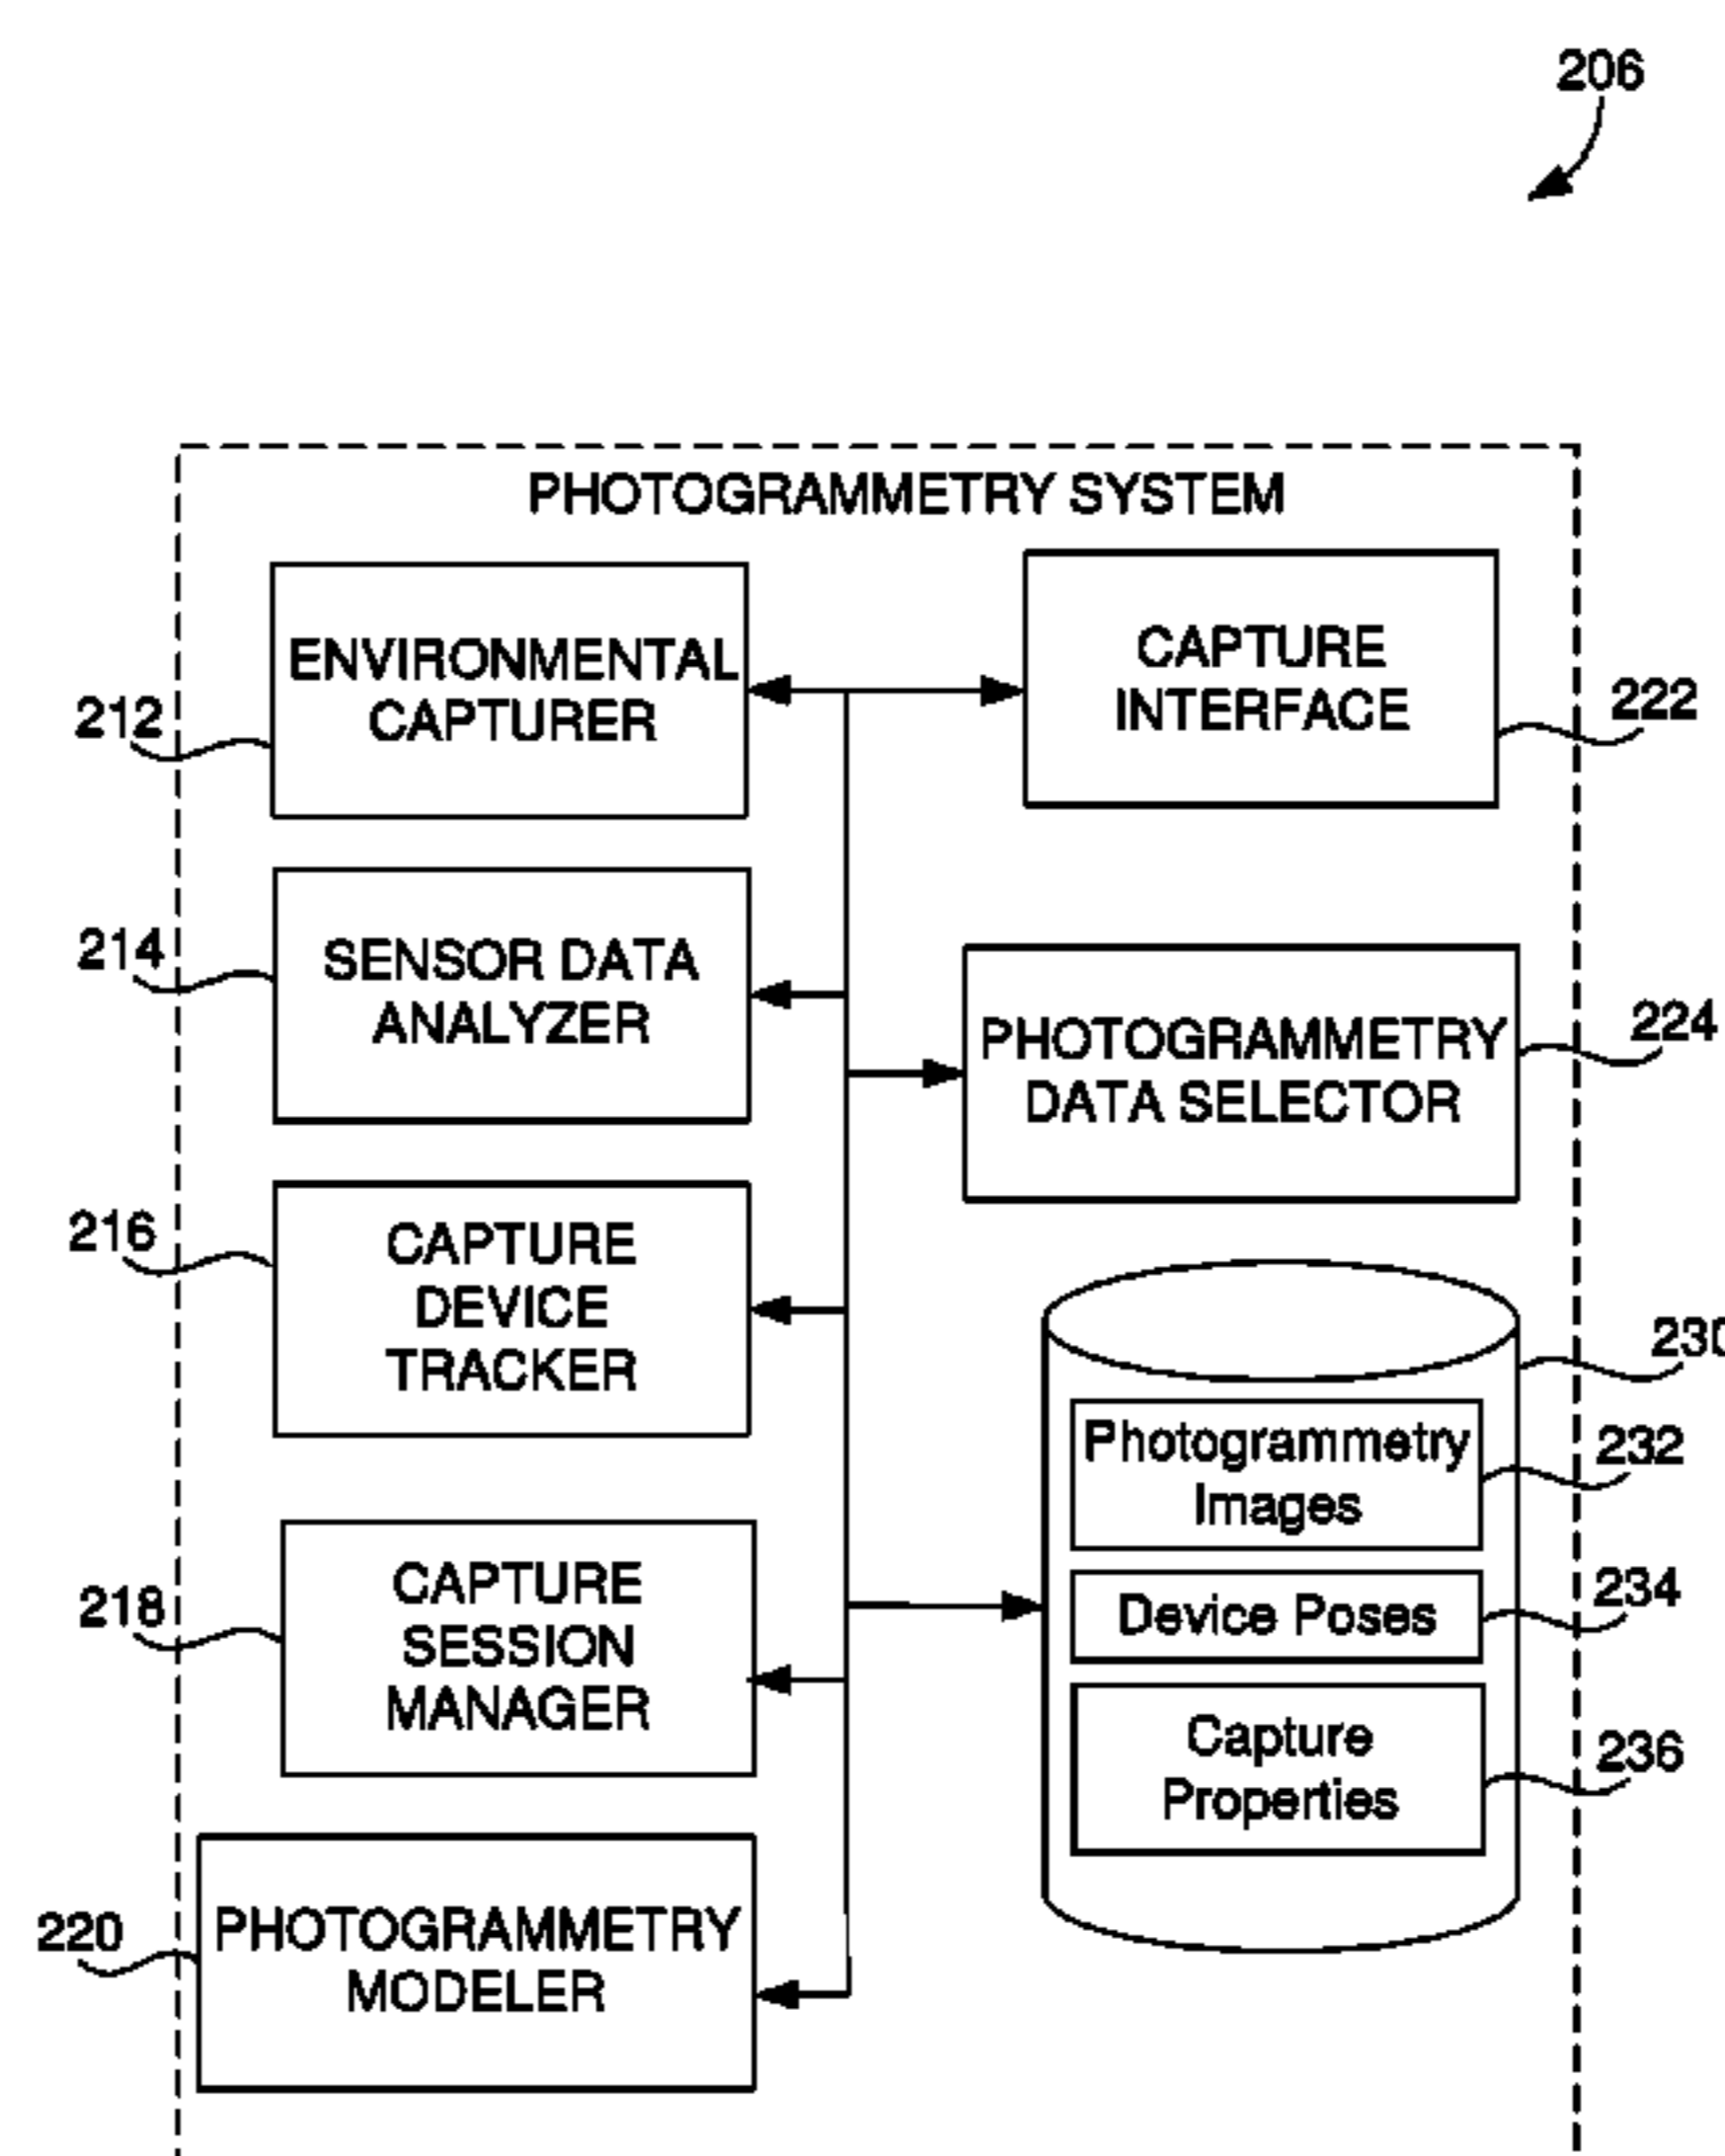 206
PHOTOGRAMMETRY SYSTEM
ENVIRONMENTAL
CAPTURER
212
CAPTURE
INTERFACE
222
SENSOR DATA
ANALYZER
214
PHOTOGRAMMETRY
DATA SELECTOR
224
CAPTURE
DEVICE
TRACKER
216
230
Photogrammetry
Images
232
Device Poses
234
Capture
Properties
236
CAPTURE
SESSION
MANAGER
218
PHOTOGRAMMETRY
MODELER
220